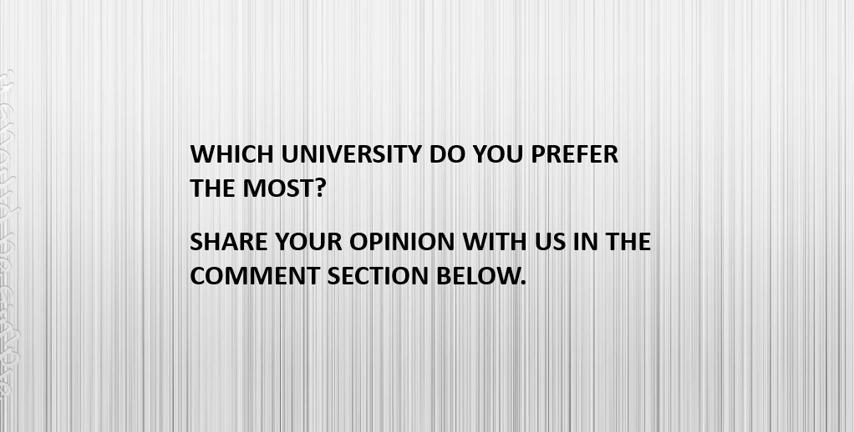 WHICH UNIVERSITY DO YOU PREFER
THE MOST?
SHARE YOUR OPINION WITH US IN THE
COMMENT SECTION BELOW.